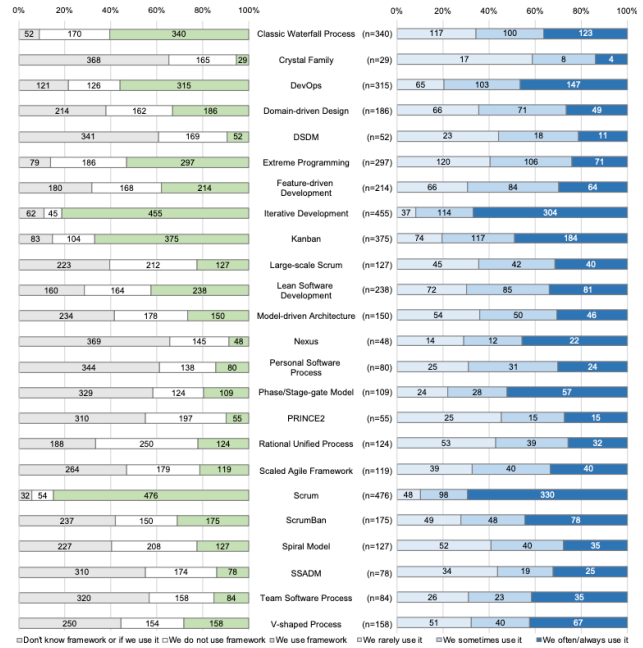 0% 20% 40% 60% 80% 100% 0% 20% 40% 60% 80% 100%
52 170 340 Classic Waterfall Process (n=340) 117 100 123
368 165 29 Crystal Family (n=29) 17 8 4
121 126 315 DevOps (n=315) 65 103 147
214 162 186 Domain-driven Design (n=186) 66 71 49
341 169 52 DSDM (n=52) 23 18 11
79 186 297 Extreme Programming (n=297) 120 106 71
180 168 214 Feature-driven Development (n=214) 66 84 64
62 45 455 Iterative Development (n=455) 37 114 304
83 104 375 Kanban (n=375) 74 117 184
223 212 127 Large-scale Scrum (n=127) 45 42 40
160 164 238 Lean Software Development (n=238) 72 85 81
234 178 150 Model-driven Architecture (n=150) 54 50 46
369 145 48 Nexus (n=48) 14 12 22
344 138 80 Personal Software Process (n=80) 25 31 24
329 124 109 Phase/Stage-gate Model (n=109) 24 28 57
310 197 55 PRINCE2 (n=55) 25 15 15
188 250 124 Rational Unified Process (n=124) 53 39 32
264 179 119 Scaled Agile Framework (n=119) 39 40 40
32 54 476 Scrum (n=476) 48 98 330
237 150 175 ScrumBan (n=175) 49 48 78
227 208 127 Spiral Model (n=127) 52 40 35
310 174 78 SSADM (n=78) 34 19 25
320 158 84 Team Software Process (n=84) 26 23 35
250 154 158 V-shaped Process (n=158) 51 40 67
Don't know framework or if we use it We do not use framework We use framework We rarely use it We sometimes use it We often/always use it